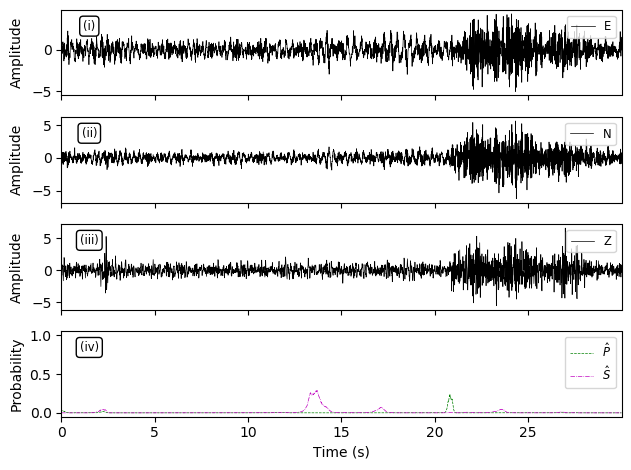 (i)
E
Amplitude
0
−5
(ii)
N
Amplitude
5
0
−5
(iii)
Z
Amplitude
5
0
−5
(iv)
P̂
Ŝ
Probability
1.0
0.5
0.0
0 5 10 15 20 25
Time (s)